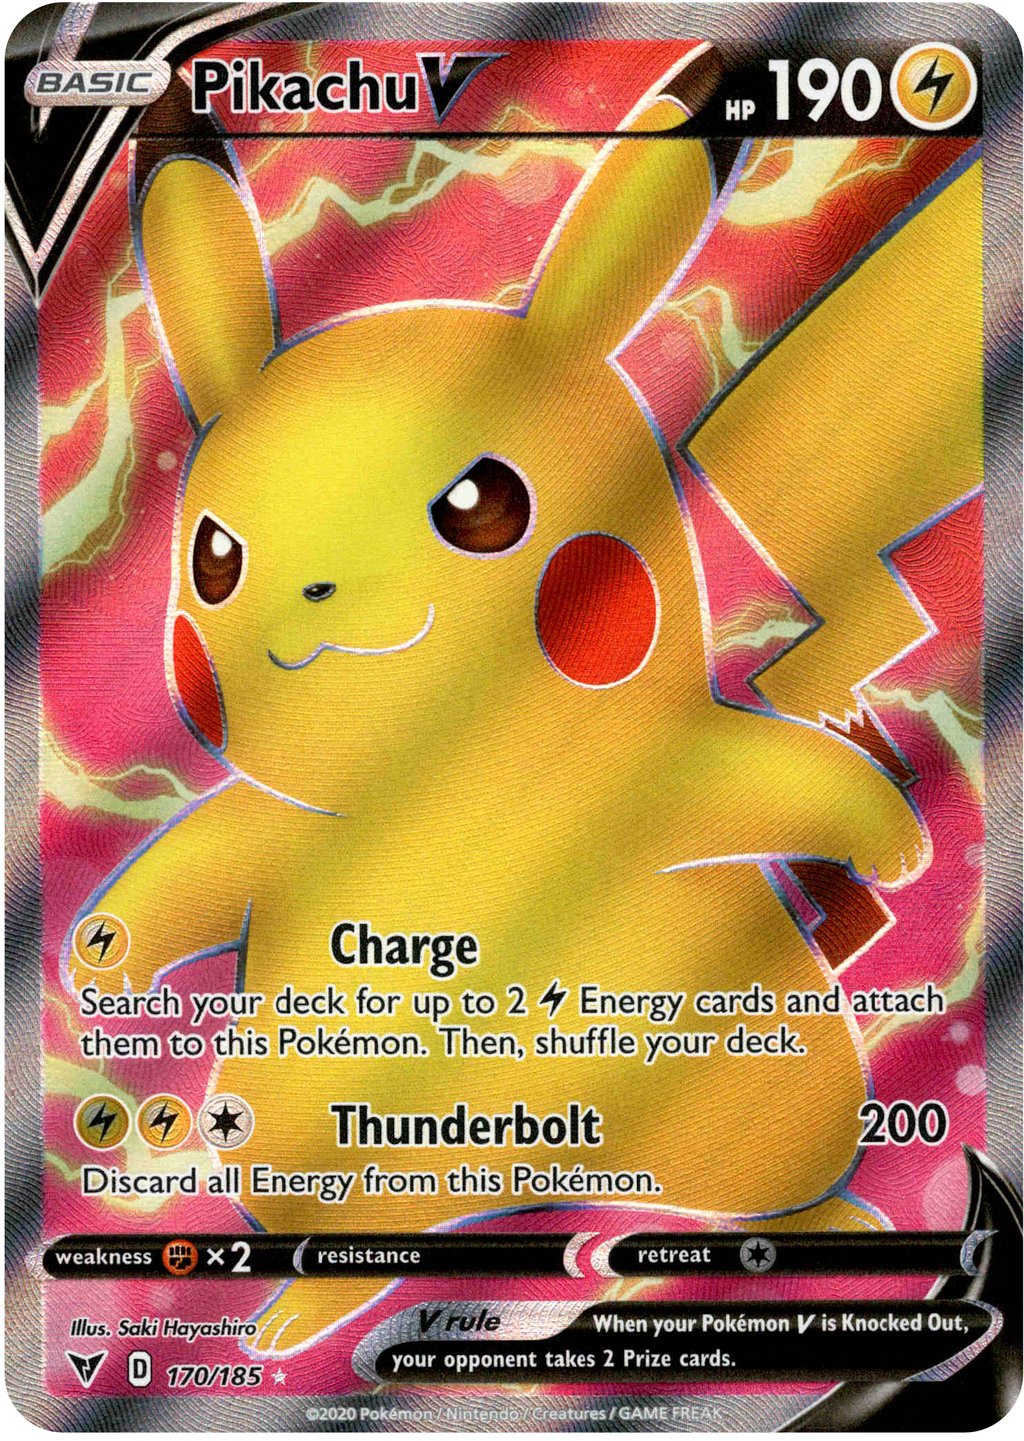 BASIC Pikachu V HP 190
Charge
Search your deck for up to 2 Energy cards and attach
them to this Pokémon. Then, shuffle your deck.
Thunderbolt 200
Discard all Energy from this Pokémon.
weakness ×2 resistance retreat
Illus. Saki Hayashiro
V rule When your Pokémon V is Knocked Out,
your opponent takes 2 Prize cards.
D 170/185
©2020 Pokémon / Nintendo / Creatures / GAME FREAK